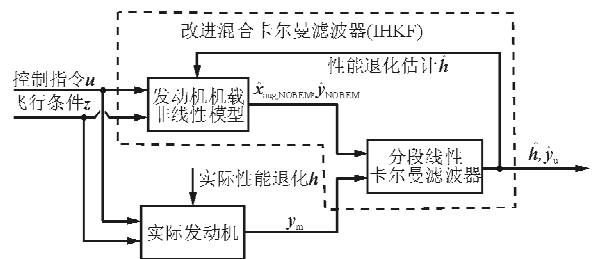 改进混合卡尔曼滤波器(IHKF)
性能退化估计ĥ
控制指令u
飞行条件z
发动机机载
非线性模型
x̂aug,NOBEM,ŷNOBEM
分段线性
卡尔曼滤波器
ĥ,ŷu
实际性能退化h
实际发动机
ym